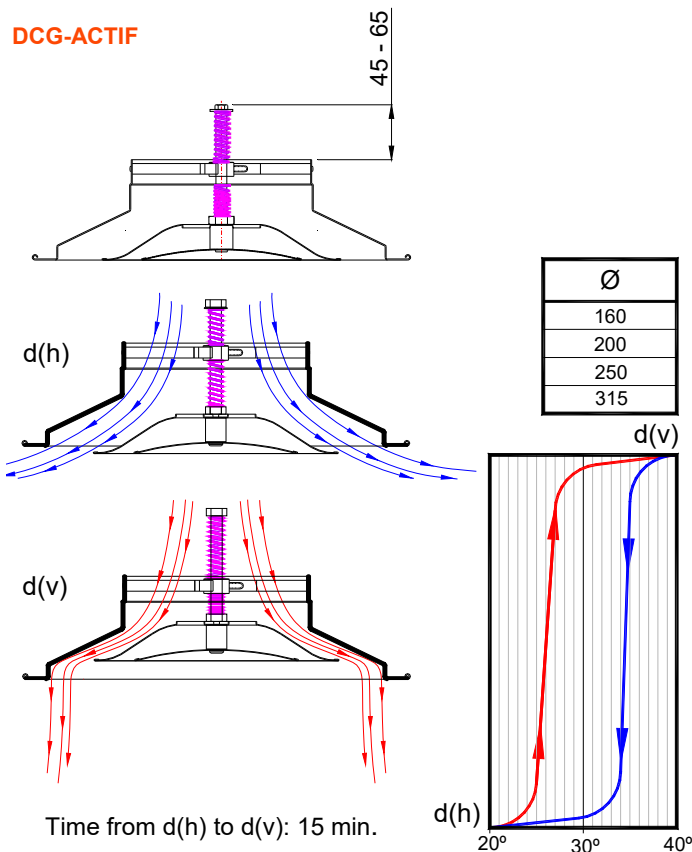 DCG-ACTIF
45 - 65
Ø
160
200
250
315
d(h)
d(v)
d(v)
d(h)
20º 30º 40º
Time from d(h) to d(v): 15 min.